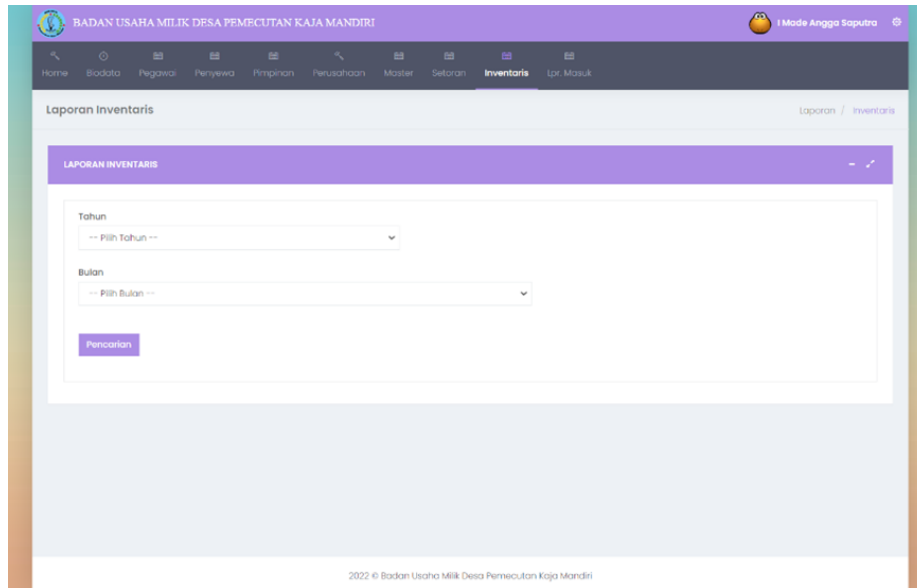 BADAN USAHA MILIK DESA PEMECUTAN KAJA MANDIRI
I Made Angga Saputra
Home Biodata Pegawai Penyewa Pimpinan Perusahaan Master Setoran Inventaris Lpr. Masuk
Laporan Inventaris
Laporan / Inventaris
LAPORAN INVENTARIS
Tahun
-- Pilih Tahun --
Bulan
-- Pilih Bulan --
Pencarian
2022 © Badan Usaha Milik Desa Pemecutan Kaja Mandiri